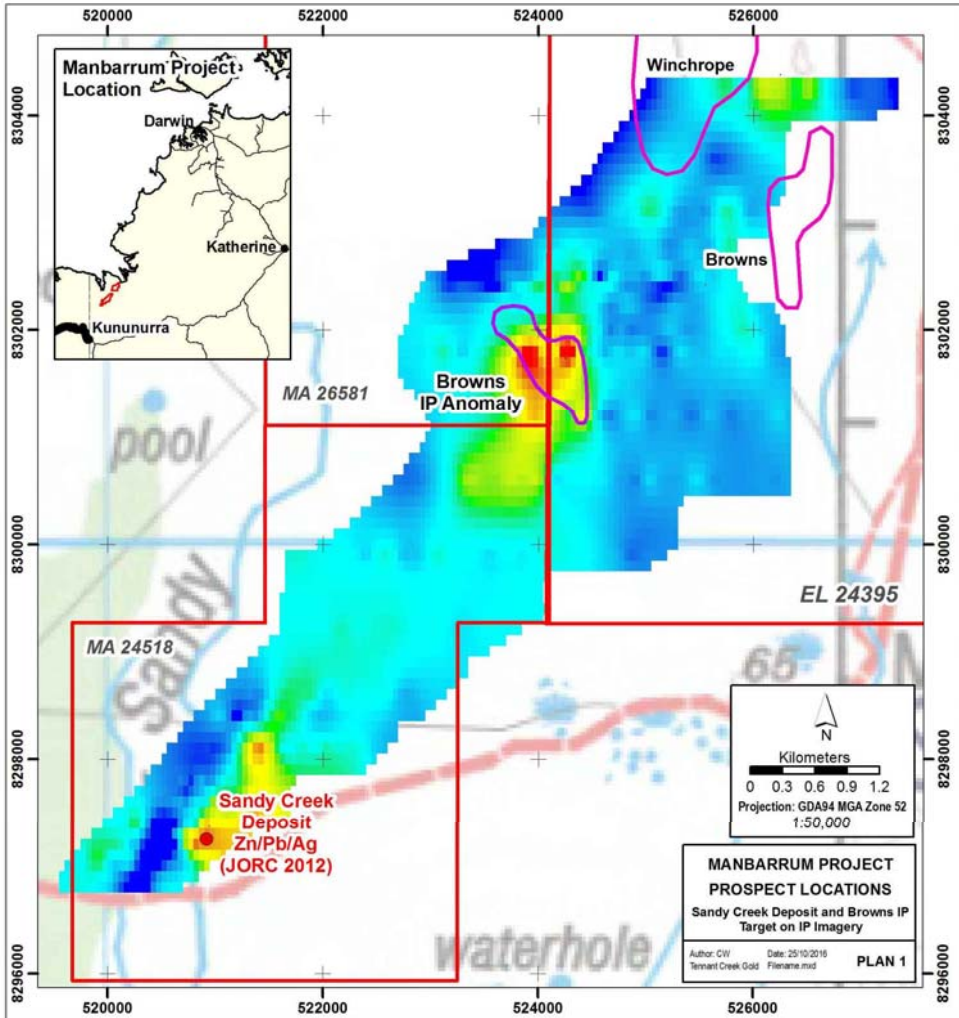 520000
522000
524000
526000
Manbarrum Project
Location
Darwin
Katherine
Kununurra
Winchrope
8304000
8304000
Browns
8302000
8302000
MA 26581
Browns
IP Anomaly
pool
8300000
8300000
EL 24395
MA 24518
Sandy
65
N
N
Kilometers
0 0.3 0.6 0.9 1.2
Projection: GDA94 MGA Zone 52
1:50,000
8298000
8298000
Sandy Creek
Deposit
Zn/Pb/Ag
(JORC 2012)
MANBARRUM PROJECT
PROSPECT LOCATIONS
Sandy Creek Deposit and Browns IP
Target on IP Imagery
Author: CW Date: 25/10/2016
Tennant Creek Gold Filename.mxd
PLAN 1
waterhole
8296000
8296000
520000
522000
524000
526000